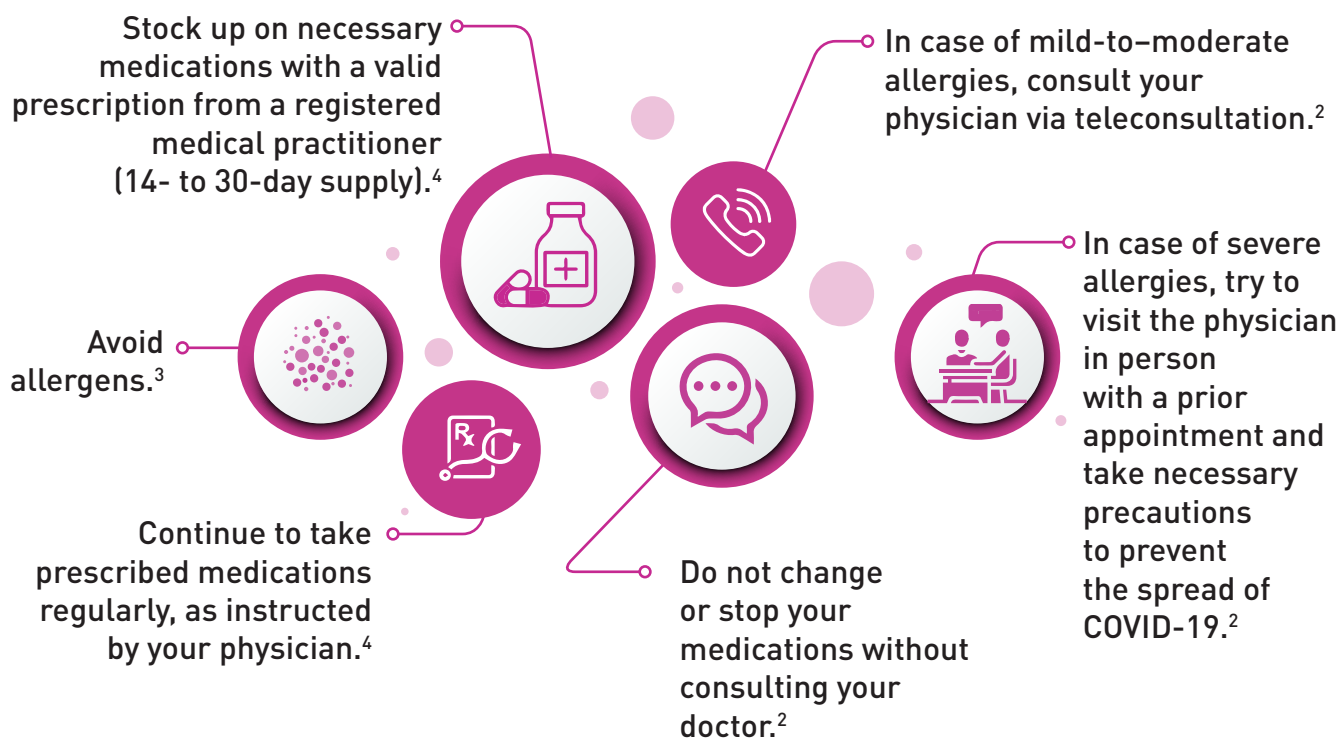 Stock up on necessary
medications with a valid
prescription from a registered
medical practitioner
(14- to 30-day supply).⁴
In case of mild-to–moderate
allergies, consult your
physician via teleconsultation.²
Avoid
allergens.³
In case of severe
allergies, try to
visit the physician
in person
with a prior
appointment and
take necessary
precautions
to prevent
the spread of
COVID-19.²
Rx
Continue to take
prescribed medications
regularly, as instructed
by your physician.⁴
Do not change
or stop your
medications without
consulting your
doctor.²